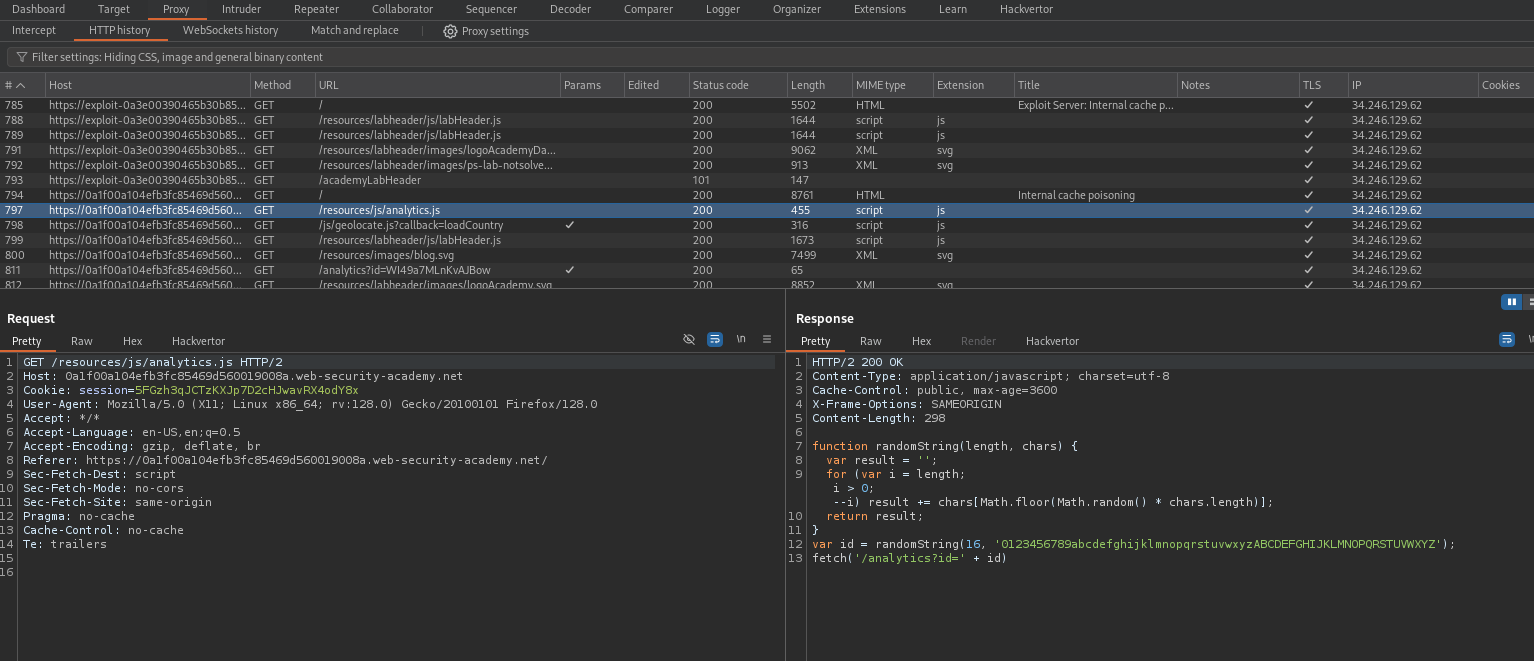 Dashboard Target Proxy Intruder Repeater Collaborator Sequencer Decoder Comparer Logger Organizer Extensions Learn Hackvertor
Intercept HTTP history WebSockets history Match and replace Proxy settings
Filter settings: Hiding CSS, image and general binary content
# Host Method URL Params Edited Status code Length MIME type Extension Title Notes TLS IP Cookies
785 https://exploit-0a3e00390465b30b85... GET / 200 5502 HTML Exploit Server: Internal cache p... ✓ 34.246.129.62
788 https://exploit-0a3e00390465b30b85... GET /resources/labheader/js/labHeader.js 200 1644 script js ✓ 34.246.129.62
789 https://exploit-0a3e00390465b30b85... GET /resources/labheader/js/labHeader.js 200 1644 script js ✓ 34.246.129.62
791 https://exploit-0a3e00390465b30b85... GET /resources/labheader/images/logoAcademyDa... 200 9062 XML svg ✓ 34.246.129.62
792 https://exploit-0a3e00390465b30b85... GET /resources/labheader/images/ps-lab-notsolve... 200 913 XML svg ✓ 34.246.129.62
793 https://exploit-0a3e00390465b30b85... GET /academyLabHeader 101 147 ✓ 34.246.129.62
794 https://0a1f00a104efb3fc85469d560... GET / 200 8761 HTML Internal cache poisoning ✓ 34.246.129.62
797 https://0a1f00a104efb3fc85469d560... GET /resources/js/analytics.js 200 455 script js ✓ 34.246.129.62
798 https://0a1f00a104efb3fc85469d560... GET /js/geolocate.js?callback=loadCountry ✓ 200 316 script js ✓ 34.246.129.62
799 https://0a1f00a104efb3fc85469d560... GET /resources/labheader/js/labHeader.js 200 1673 script js ✓ 34.246.129.62
800 https://0a1f00a104efb3fc85469d560... GET /resources/images/blog.svg 200 7499 XML svg ✓ 34.246.129.62
811 https://0a1f00a104efb3fc85469d560... GET /analytics?id=WI49a7MLnKvAJBow ✓ 200 65 ✓ 34.246.129.62
812 https://0a1f00a104efb3fc85469d560... GET /resources/labheader/images/logoAcademy.svg 200 8852 XML svg ✓ 34.246.129.62
Request
Pretty Raw Hex Hackvertor \n
1 GET /resources/js/analytics.js HTTP/2
2 Host: 0a1f00a104efb3fc85469d560019008a.web-security-academy.net
3 Cookie: session=5FGzh3qJCTzKXJp7D2cHJwavRX4odY8x
4 User-Agent: Mozilla/5.0 (X11; Linux x86_64; rv:128.0) Gecko/20100101 Firefox/128.0
5 Accept: */*
6 Accept-Language: en-US,en;q=0.5
7 Accept-Encoding: gzip, deflate, br
8 Referer: https://0a1f00a104efb3fc85469d560019008a.web-security-academy.net/
9 Sec-Fetch-Dest: script
10 Sec-Fetch-Mode: no-cors
11 Sec-Fetch-Site: same-origin
12 Pragma: no-cache
13 Cache-Control: no-cache
14 Te: trailers
15
16
Response
Pretty Raw Hex Render Hackvertor
1 HTTP/2 200 OK
2 Content-Type: application/javascript; charset=utf-8
3 Cache-Control: public, max-age=3600
4 X-Frame-Options: SAMEORIGIN
5 Content-Length: 298
6
7 function randomString(length, chars) {
8 var result = '';
9 for (var i = length;
i > 0;
--i) result += chars[Math.floor(Math.random() * chars.length)];
10 return result;
11 }
12 var id = randomString(16, '0123456789abcdefghijklmnopqrstuvwxyzABCDEFGHIJKLMNOPQRSTUVWXYZ');
13 fetch('/analytics?id=' + id)